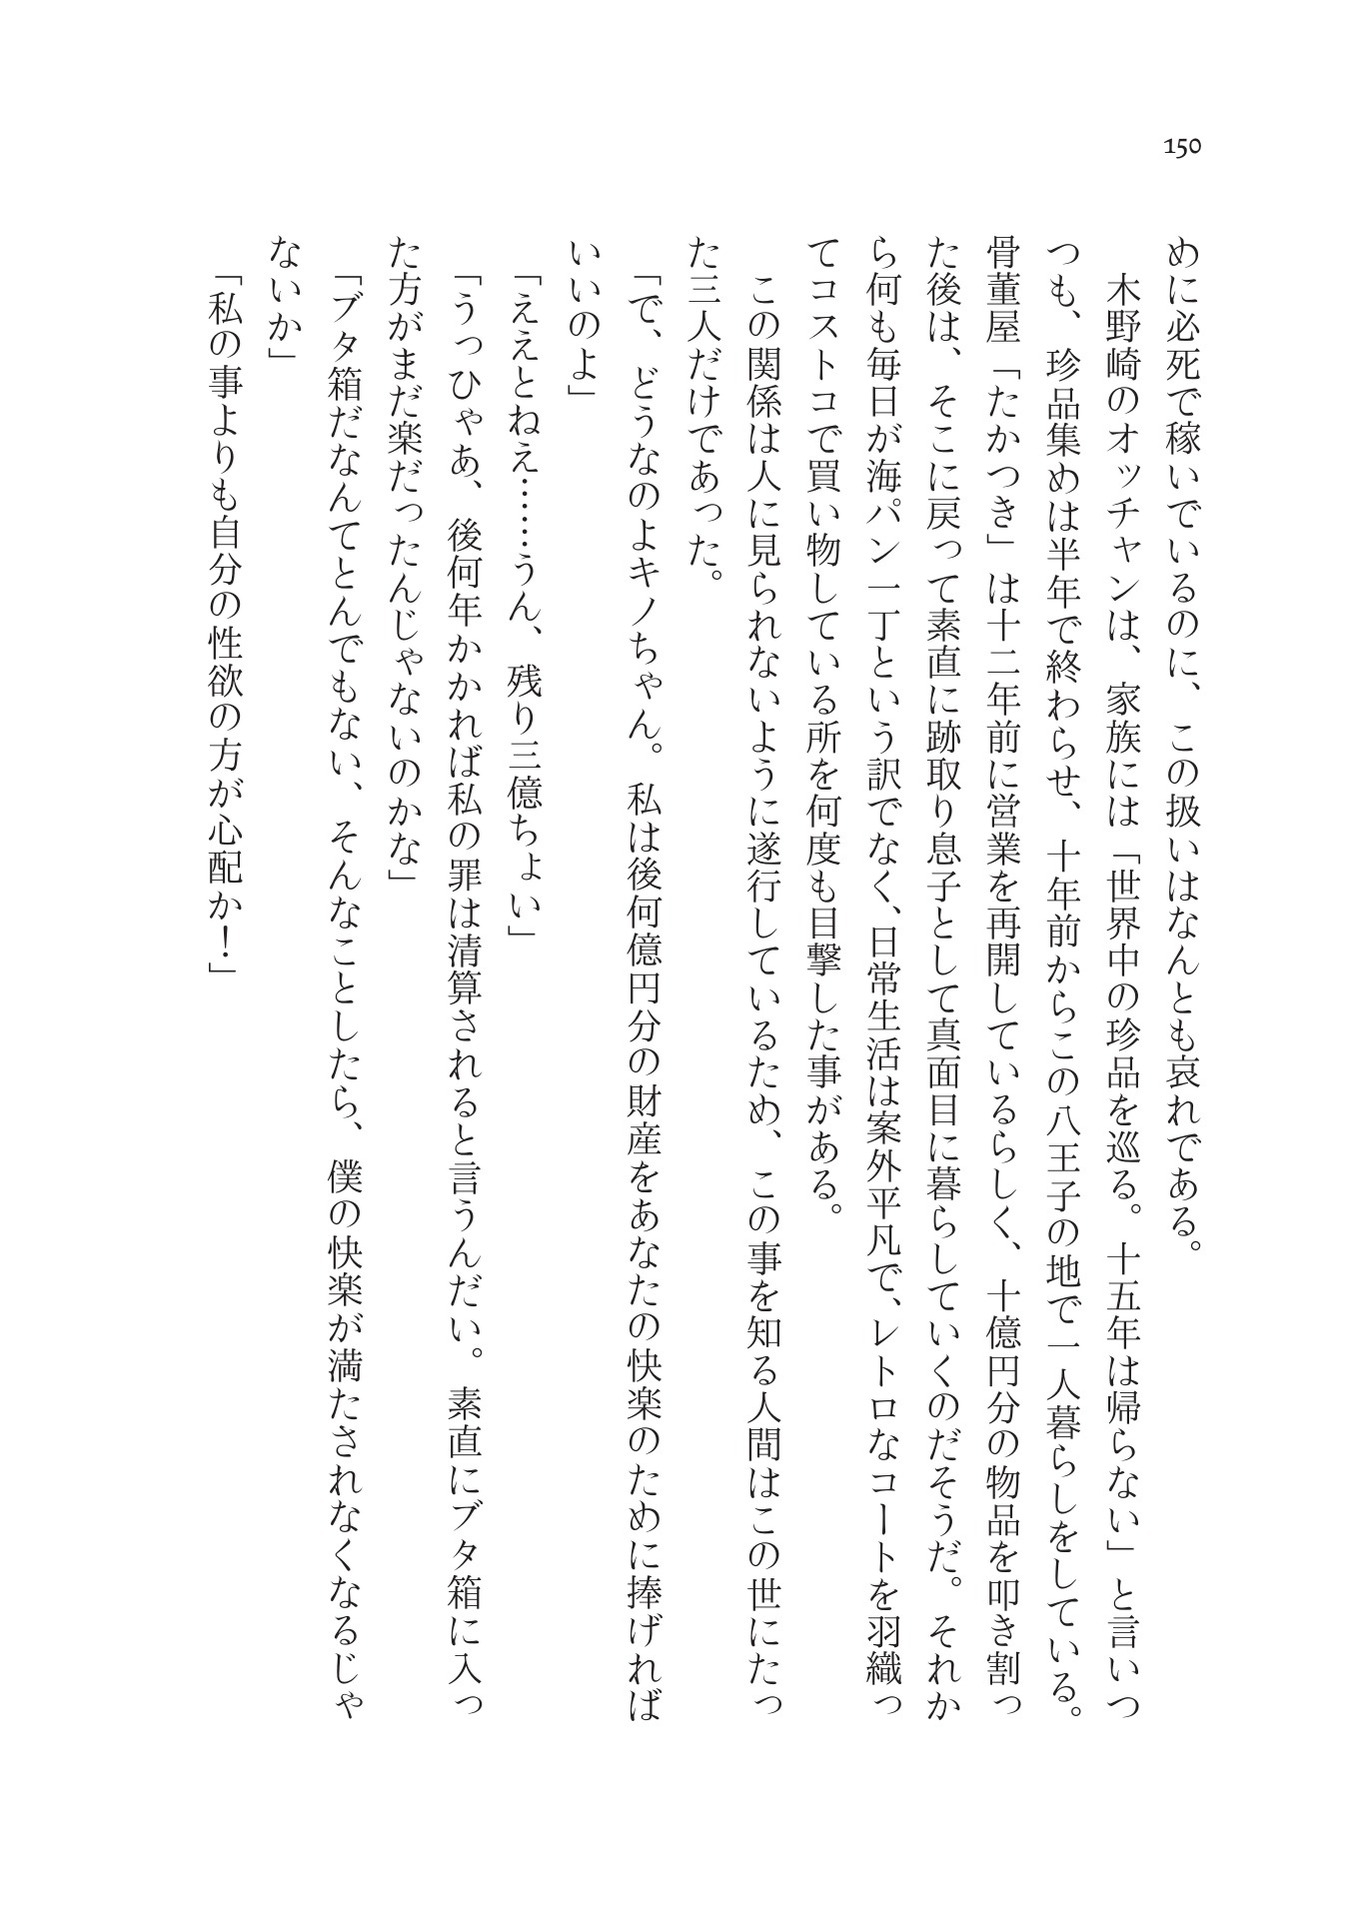 150
めに必死で稼いでいるのに、この扱いはなんとも哀れである。
木野崎のオッチャンは、家族には「世界中の珍品を巡る。十五年は帰らない」と言いつ
つも、珍品集めは半年で終わらせ、十年前からこの八王子の地で一人暮らしをしている。
骨董屋「たかつき」は十二年前に営業を再開しているらしく、十億円分の物品を叩き割っ
た後は、そこに戻って素直に跡取り息子として真面目に暮らしていくのだそうだ。それか
ら何も毎日が海パン一丁という訳でなく、日常生活は案外平凡で、レトロなコートを羽織っ
てコストコで買い物している所を何度も目撃した事がある。
この関係は人に見られないように遂行しているため、この事を知る人間はこの世にたっ
た三人だけであった。
「で、どうなのよキノちゃん。私は後何億円分の財産をあなたの快楽のために捧げれば
いいのよ」
「ええとねえ……うん、残り三億ちょい」
「うっひゃあ、後何年かかれば私の罪は清算されると言うんだい。素直にブタ箱に入っ
た方がまだ楽だったんじゃないのかな」
「ブタ箱だなんてとんでもない、そんなことしたら、僕の快楽が満たされなくなるじゃ
ないか」
「私の事よりも自分の性欲の方が心配か！」